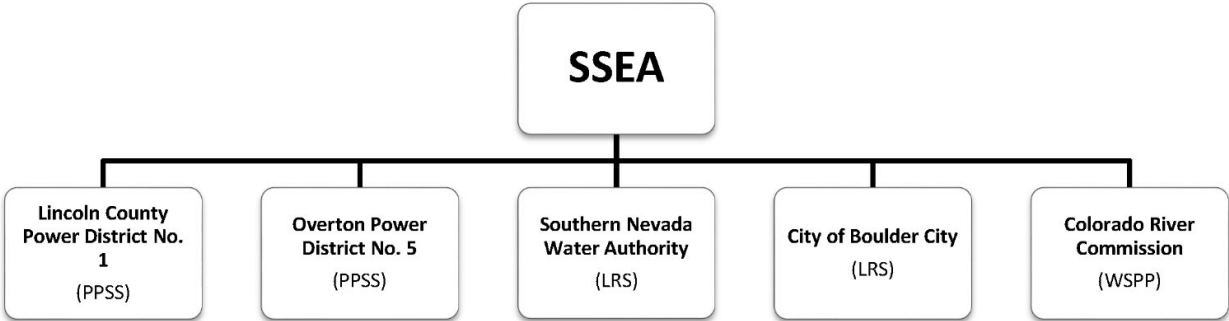 SSEA
Lincoln County
Power District No.
1
(PPSS)
Overton Power
District No. 5
(PPSS)
Southern Nevada
Water Authority
(LRS)
City of Boulder City
(LRS)
Colorado River
Commission
(WSPP)